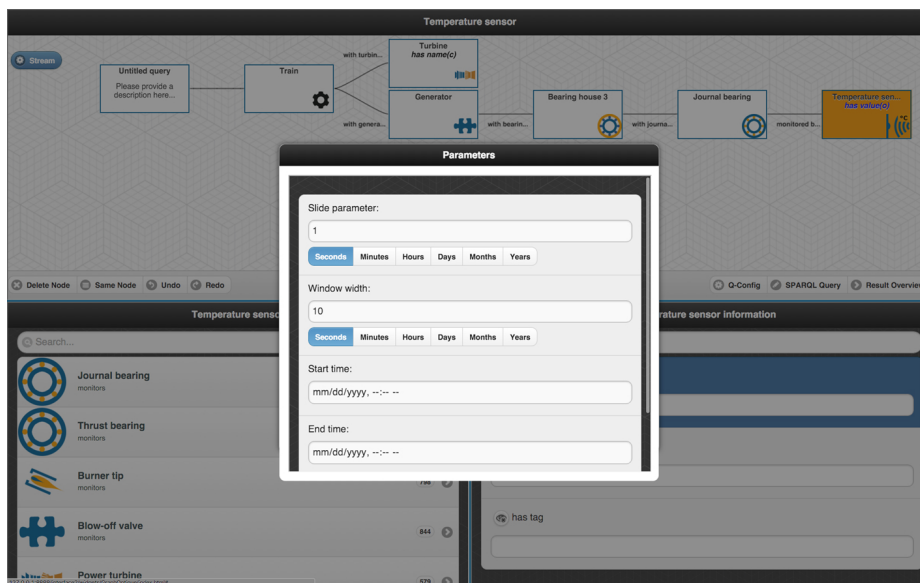 Temperature sensor
Stream
Untitled query
Please provide a
description here...
Train
with turbin...
Turbine
has name(c)
with genera...
Generator
with bearin...
Bearing house 3
with journa...
Journal bearing
monitored b...
Temperature sen...
has value(o)
°C
Parameters
Slide parameter:
1
Seconds Minutes Hours Days Months Years
Window width:
10
Seconds Minutes Hours Days Months Years
Start time:
mm/dd/yyyy, --:-- --
End time:
mm/dd/yyyy, --:-- --
Delete Node Same Node Undo Redo
Q-Config SPARQL Query Result Overvie
Temperature senso
rature sensor information
Search...
Journal bearing
monitors
Thrust bearing
monitors
Burner tip
monitors
Blow-off valve
monitors
844
Power turbine
579
has tag